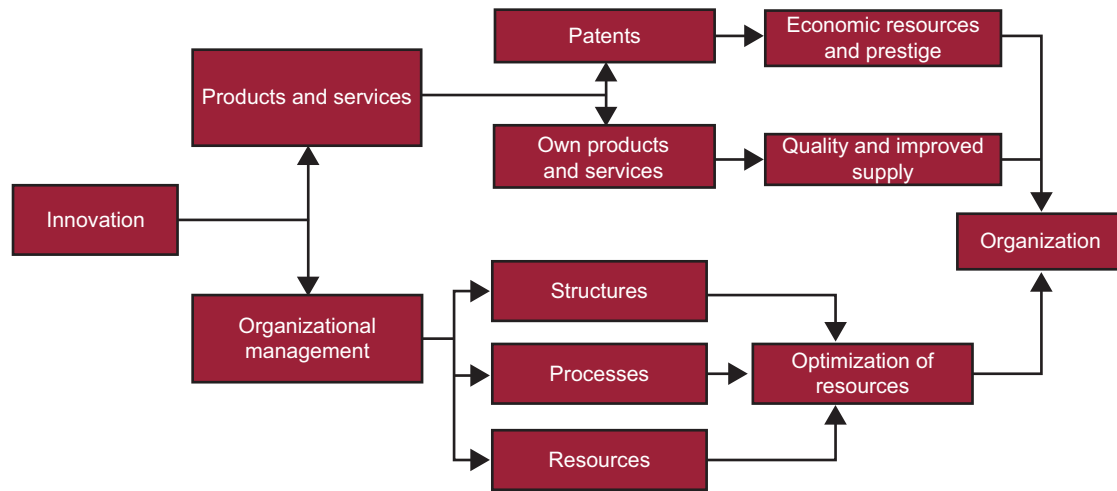 Patents
Economic resources
and prestige
Products and services
Own products
and services
Quality and improved
supply
Innovation
Organization
Structures
Organizational
management
Processes
Optimization of
resources
Resources